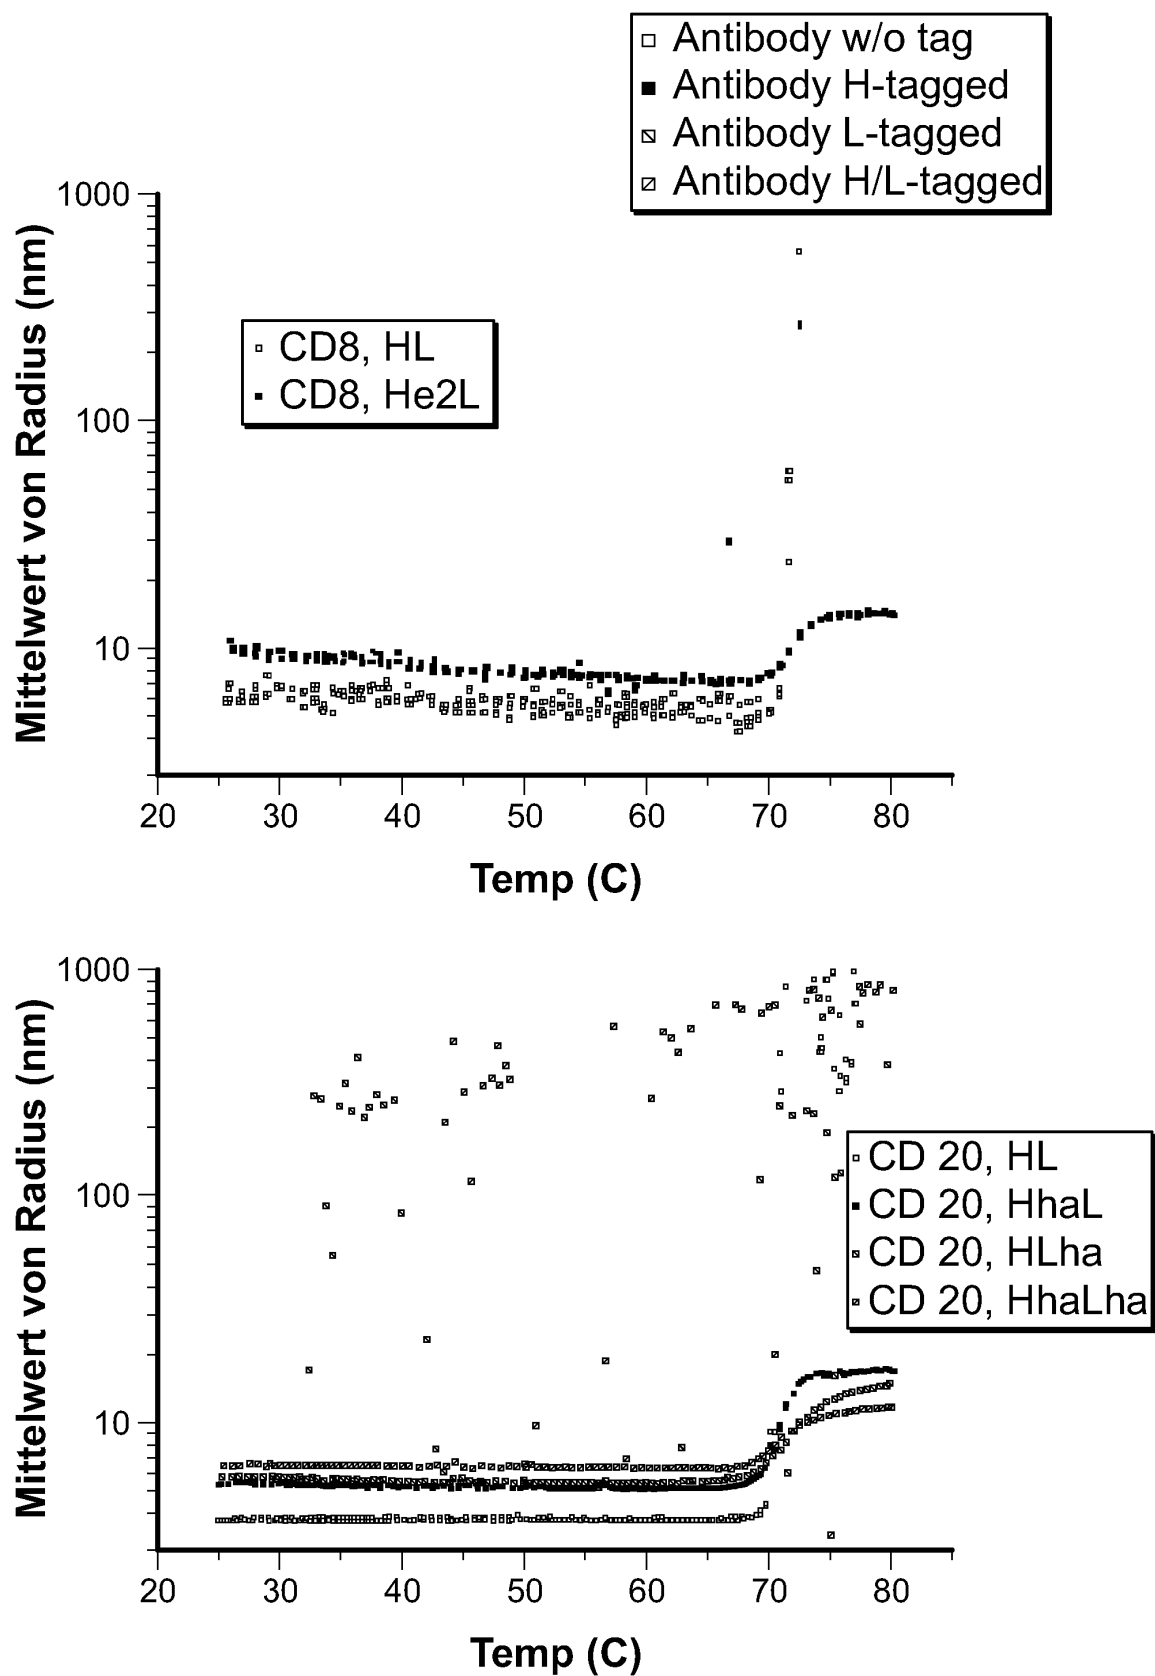 Antibody w/o tag
Antibody H-tagged
Antibody L-tagged
Antibody H/L-tagged
1000
100
10
Mittelwert von Radius (nm)
CD8, HL
CD8, He2L
20 30 40 50 60 70 80
Temp (C)
1000
100
10
Mittelwert von Radius (nm)
CD 20, HL
CD 20, HhaL
CD 20, HLha
CD 20, HhaLha
20 30 40 50 60 70 80
Temp (C)